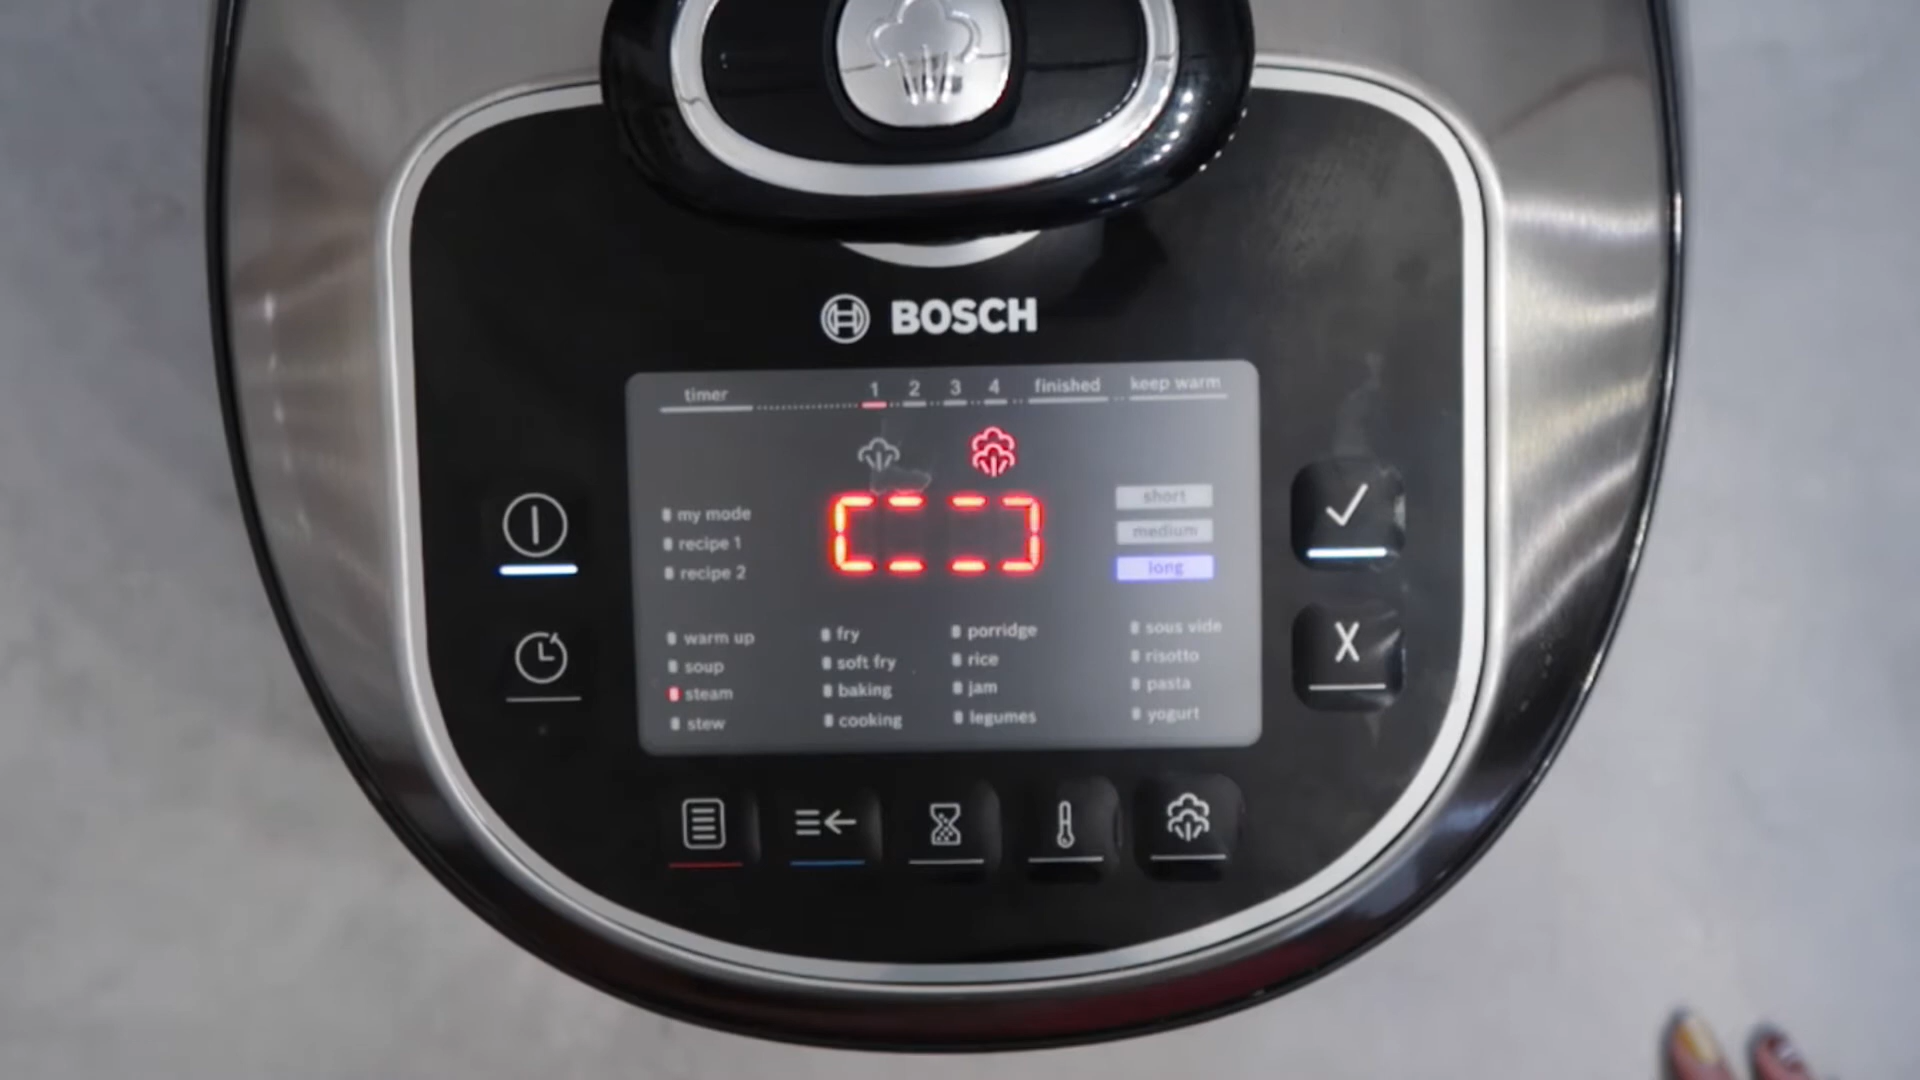 BOSCH
timer 1 2 3 4 finished keep warm
my mode
recipe 1
recipe 2
short
medium
long
warm up
soup
steam
stew
fry
soft fry
baking
cooking
porridge
rice
jam
legumes
sous vide
risotto
pasta
yogurt